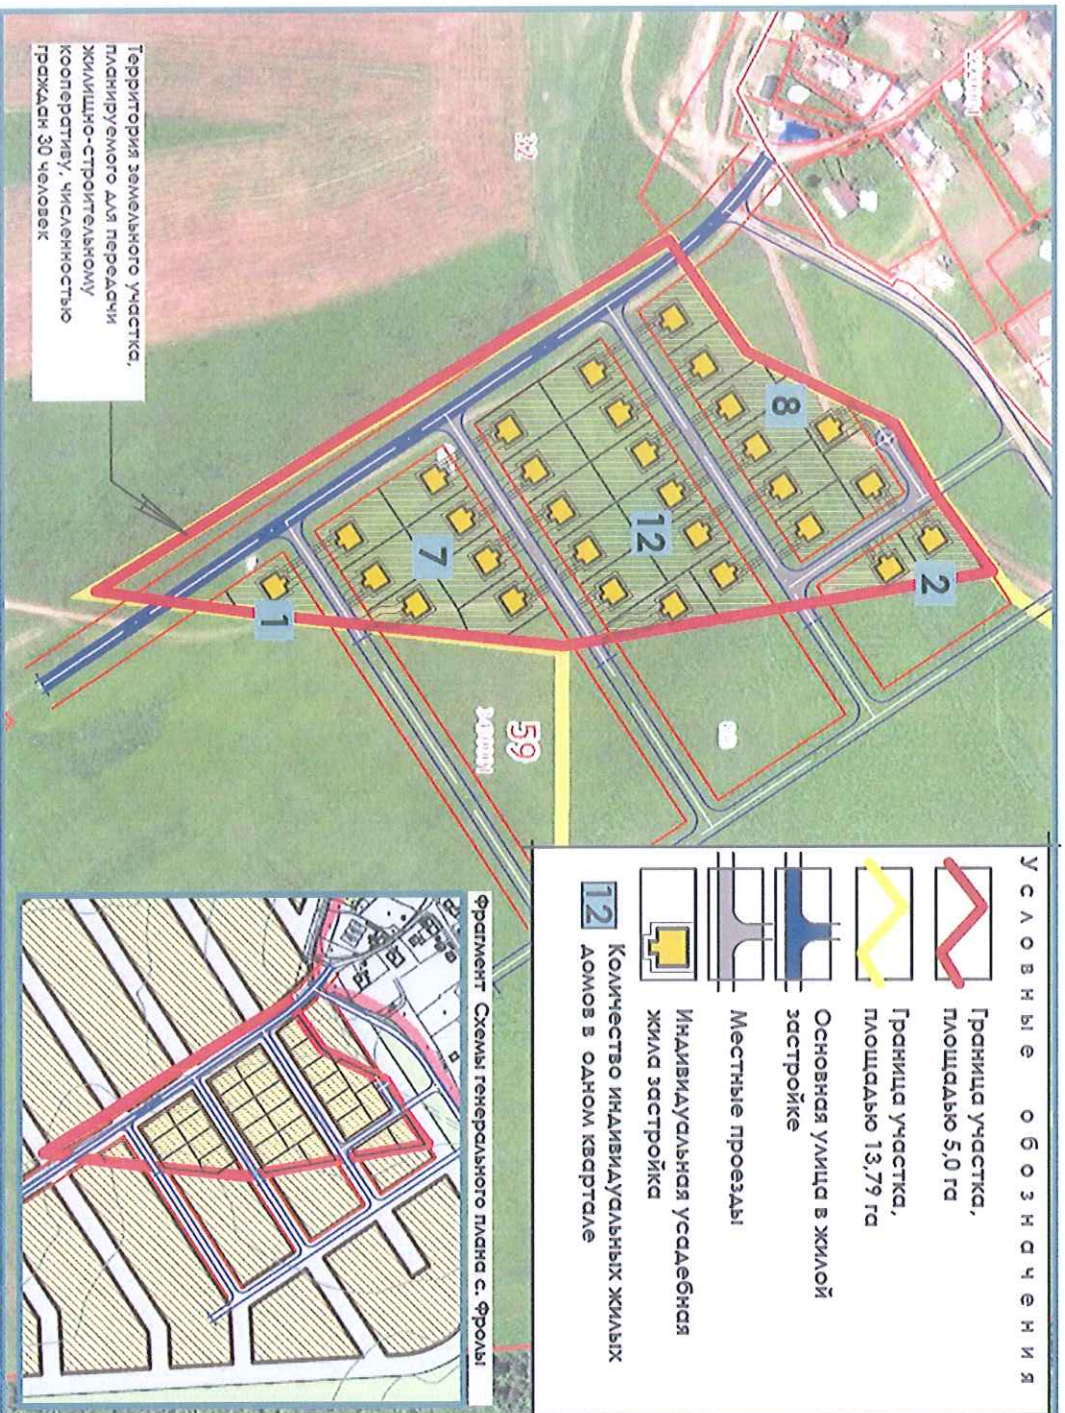 Территория земельного участка,
планируемого для передачи
жилищно-строительному
кооперативу, численностью
граждан 30 человек
32
8
12
7
2
1
59
условные обозначения
Граница участка,
площадью 5,0 га
Граница участка,
площадью 13,79 га
Основная улица в жилой
застройке
Местные проезды
Индивидуальная усадебная
жила застройка
12
Количество индивидуальных жилых
домов в одном квартале
Фрагмент Схемы генерального плана с. Фролы